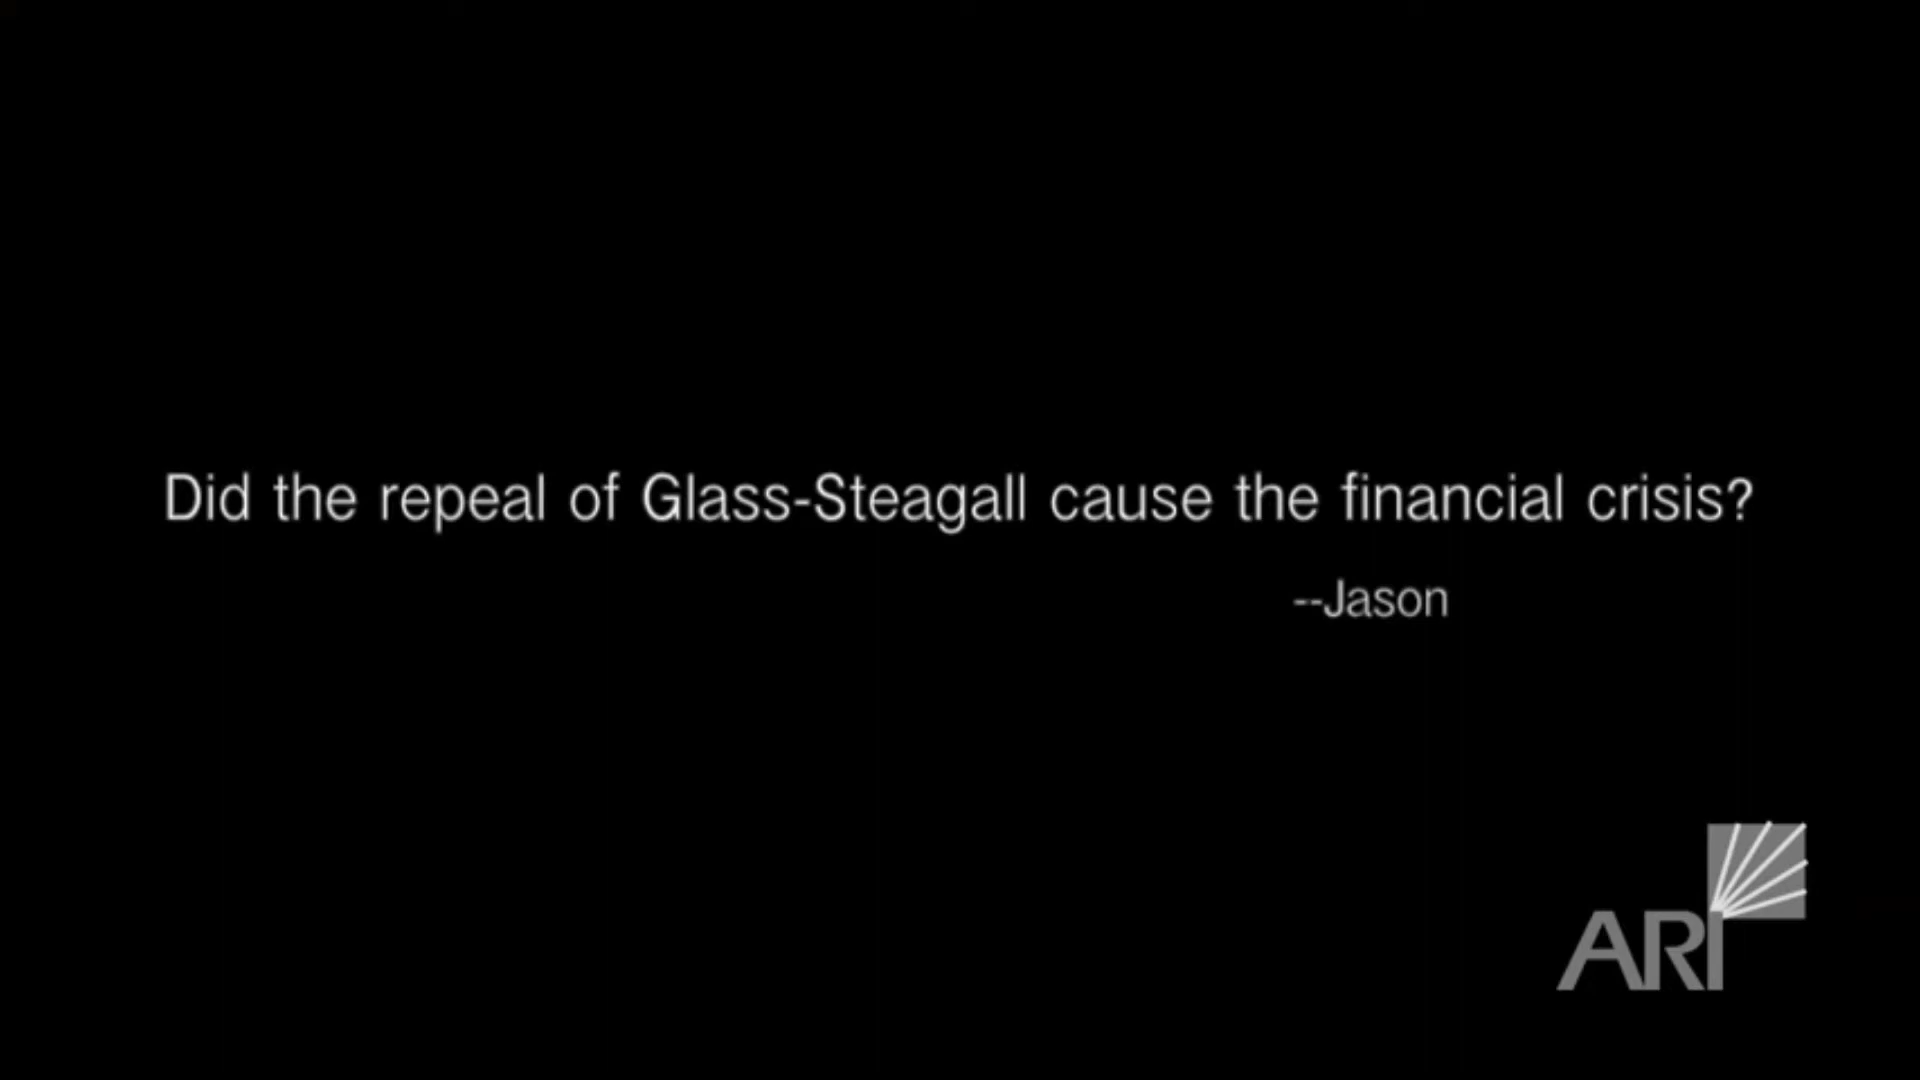 Did the repeal of Glass-Steagall cause the financial crisis?
--Jason
ARI